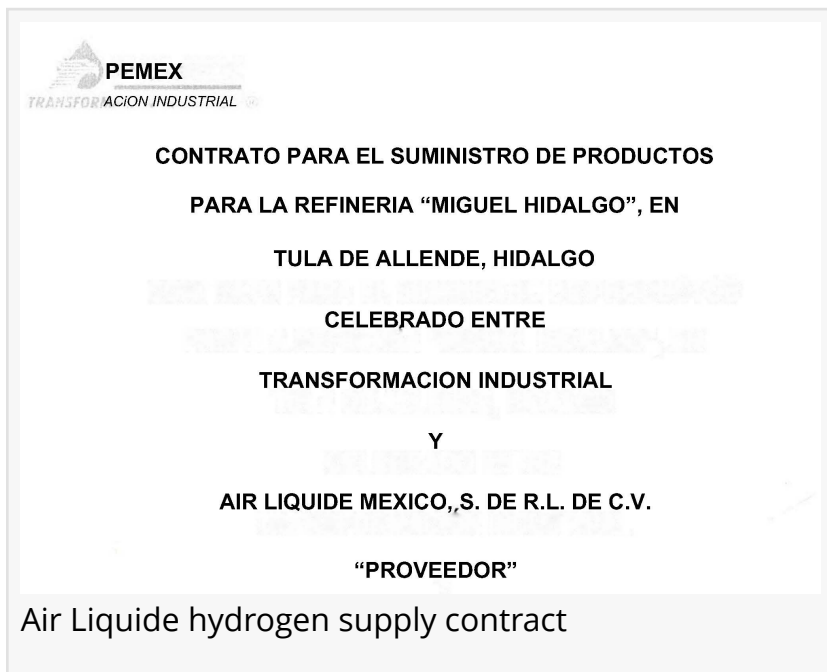 PEMEX
TRANSFORMACION INDUSTRIAL
CONTRATO PARA EL SUMINISTRO DE PRODUCTOS
PARA LA REFINERIA “MIGUEL HIDALGO”, EN
TULA DE ALLENDE, HIDALGO
CELEBRADO ENTRE
TRANSFORMACION INDUSTRIAL
Y
AIR LIQUIDE MEXICO, S. DE R.L. DE C.V.
“PROVEEDOR”
Air Liquide hydrogen supply contract